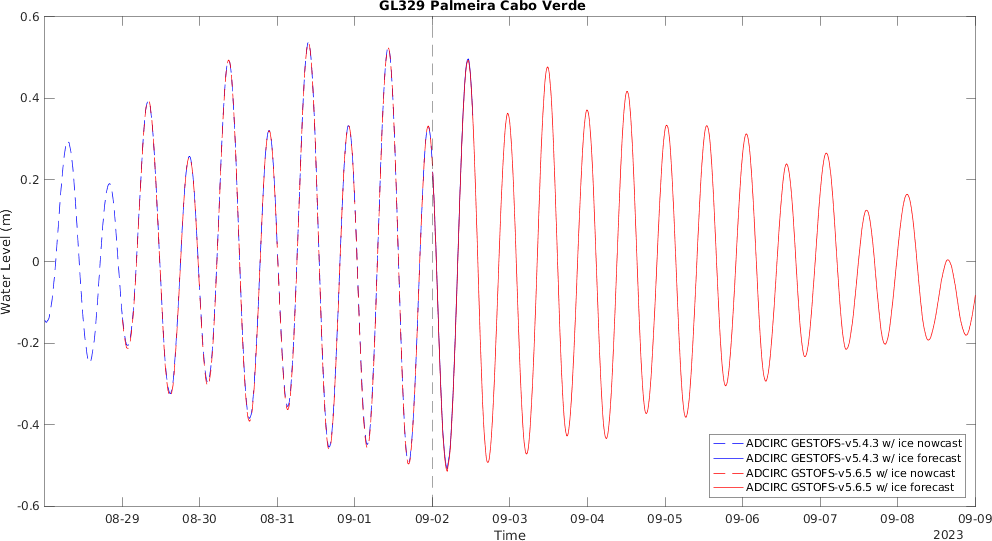 GL329 Palmeira Cabo Verde
0.6
0.4
0.2
0
-0.2
-0.4
-0.6
Water Level (m)
ADCIRC GESTOFS-v5.4.3 w/ ice nowcast
ADCIRC GESTOFS-v5.4.3 w/ ice forecast
ADCIRC GSTOFS-v5.6.5 w/ ice nowcast
ADCIRC GSTOFS-v5.6.5 w/ ice forecast
08-29 08-30 08-31 09-01 09-02 09-03 09-04 09-05 09-06 09-07 09-08 09-09
Time
2023